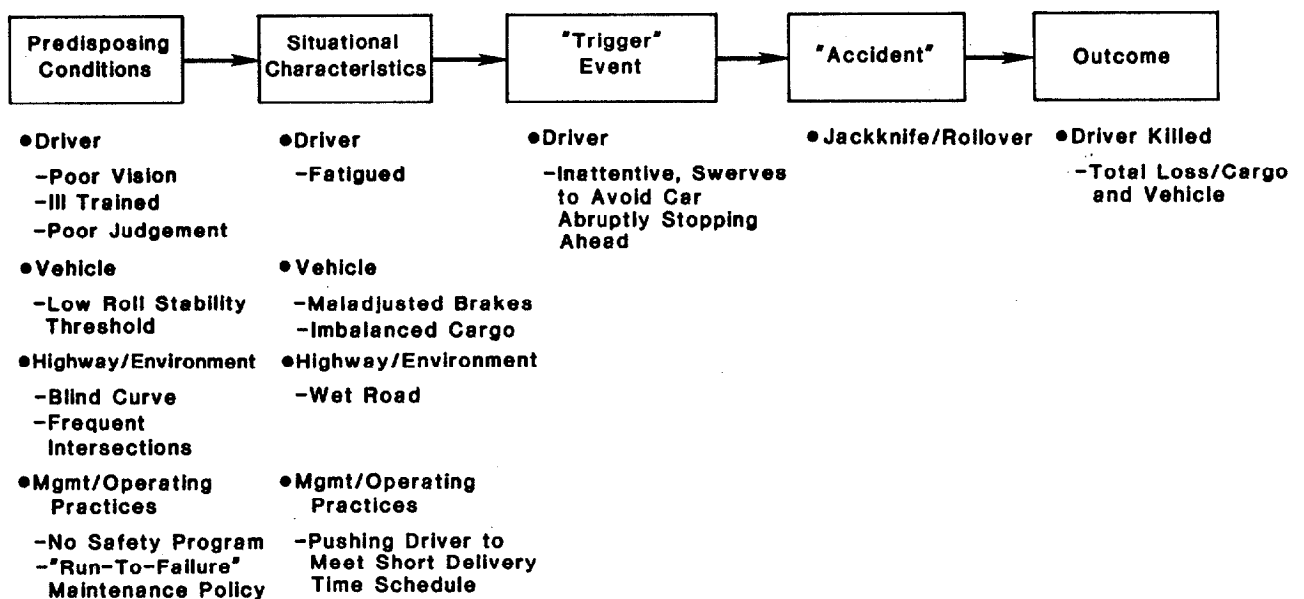 Predisposing
Conditions
Situational
Characteristics
"Trigger"
Event
"Accident"
Outcome
●Driver
-Poor Vision
-Ill Trained
-Poor Judgement
●Vehicle
-Low Roll Stability
Threshold
●Highway/Environment
-Blind Curve
-Frequent
Intersections
●Mgmt/Operating
Practices
-No Safety Program
-"Run-To-Failure"
Maintenance Policy
●Driver
-Fatigued
●Vehicle
-Maladjusted Brakes
-Imbalanced Cargo
●Highway/Environment
-Wet Road
●Mgmt/Operating
Practices
-Pushing Driver to
Meet Short Delivery
Time Schedule
●Driver
-Inattentive, Swerves
to Avoid Car
Abruptly Stopping
Ahead
●Jackknife/Rollover
●Driver Killed
-Total Loss/Cargo
and Vehicle